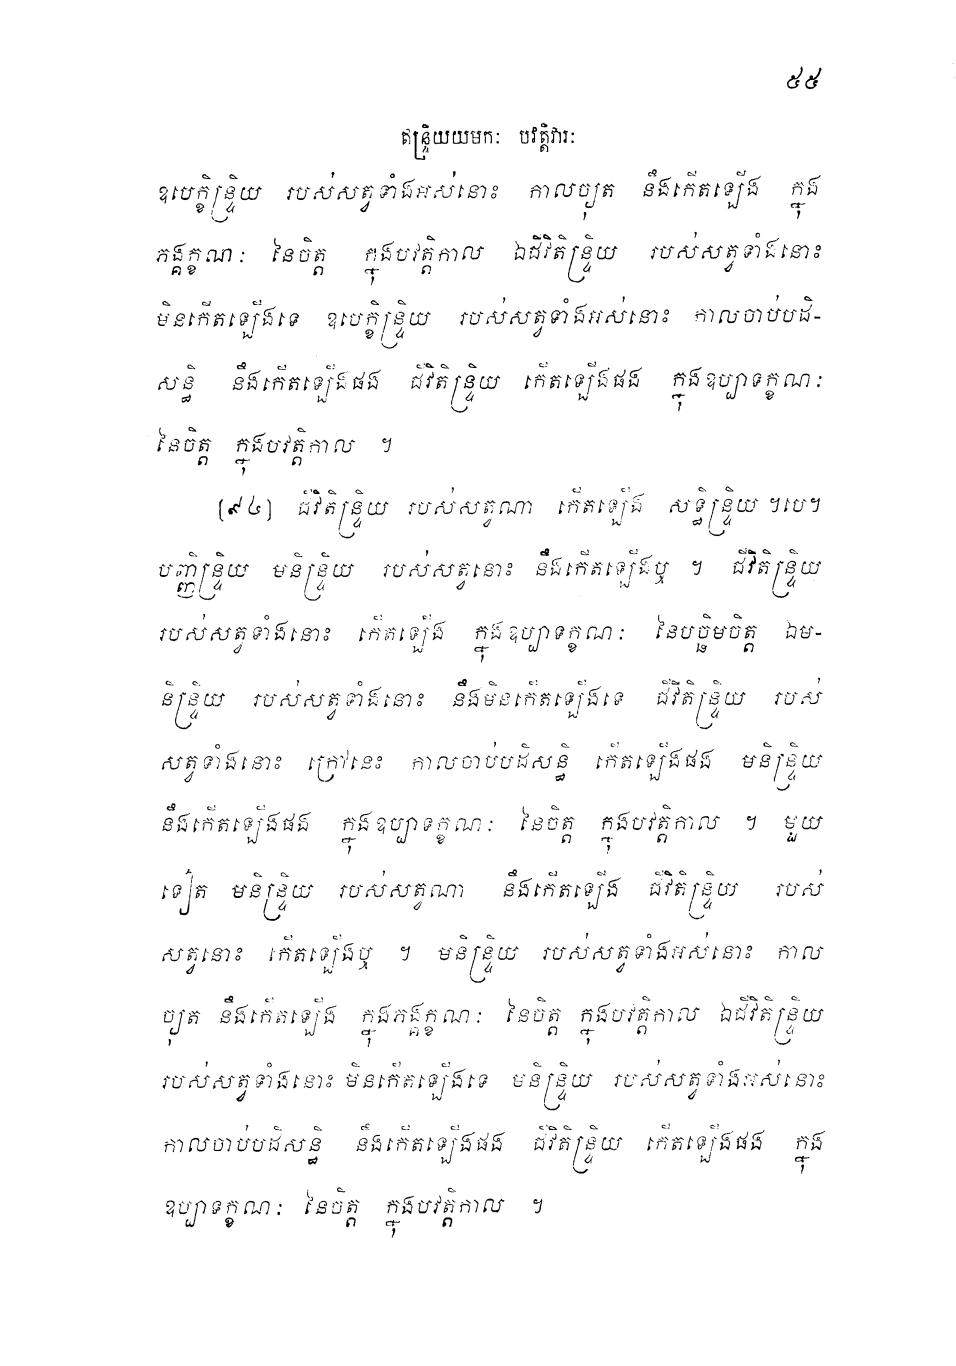 ៥៥
ឥន្ទ្រិយយមកៈ បវត្តិវារៈ
ឧបេក្ខិន្ទ្រិយ របស់សត្វទាំងអស់នោះ កាលច្យុត នឹងកើតឡើង ក្នុង
ភង្គក្ខណៈ នៃចិត្ត ក្នុងបវត្តិកាល ឯជីវិតិន្ទ្រិយ របស់សត្វទាំងនោះ
មិនកើតឡើងទេ ឧបេក្ខិន្ទ្រិយ របស់សត្វទាំងអស់នោះ កាលចាប់បដិ-
សន្ធិ នឹងកើតឡើងផង ជីវិតិន្ទ្រិយ កើតឡើងផង ក្នុងឧប្បាទក្ខណៈ
នៃចិត្ត ក្នុងបវត្តិកាល ។
(៩៤) ជីវិតិន្ទ្រិយ របស់សត្វណា កើតឡើង សទ្ធិន្ទ្រិយ ។បេ។
បញ្ញិន្ទ្រិយ មនិន្ទ្រិយ របស់សត្វនោះ នឹងកើតឡើងឬ ។ ជីវិតិន្ទ្រិយ
របស់សត្វទាំងនោះ កើតឡើង ក្នុងឧប្បាទក្ខណៈ នៃបច្ឆិមចិត្ត ឯម-
និន្ទ្រិយ របស់សត្វទាំងនោះ នឹងមិនកើតឡើងទេ ជីវិតិន្ទ្រិយ របស់
សត្វទាំងនោះ ក្រៅនេះ កាលចាប់បដិសន្ធិ កើតឡើងផង មនិន្ទ្រិយ
នឹងកើតឡើងផង ក្នុងឧប្បាទក្ខណៈ នៃចិត្ត ក្នុងបវត្តិកាល ។ មួយ
ទៀត មនិន្ទ្រិយ របស់សត្វណា នឹងកើតឡើង ជីវិតិន្ទ្រិយ របស់
សត្វនោះ កើតឡើងឬ ។ មនិន្ទ្រិយ របស់សត្វទាំងអស់នោះ កាល
ច្យុត នឹងកើតឡើង ក្នុងភង្គក្ខណៈ នៃចិត្ត ក្នុងបវត្តិកាល ឯជីវិតិន្ទ្រិយ
របស់សត្វទាំងនោះ មិនកើតឡើងទេ មនិន្ទ្រិយ របស់សត្វទាំងអស់នោះ
កាលចាប់បដិសន្ធិ នឹងកើតឡើងផង ជីវិតិន្ទ្រិយ កើតឡើងផង ក្នុង
ឧប្បាទក្ខណៈ នៃចិត្ត ក្នុងបវត្តិកាល ។